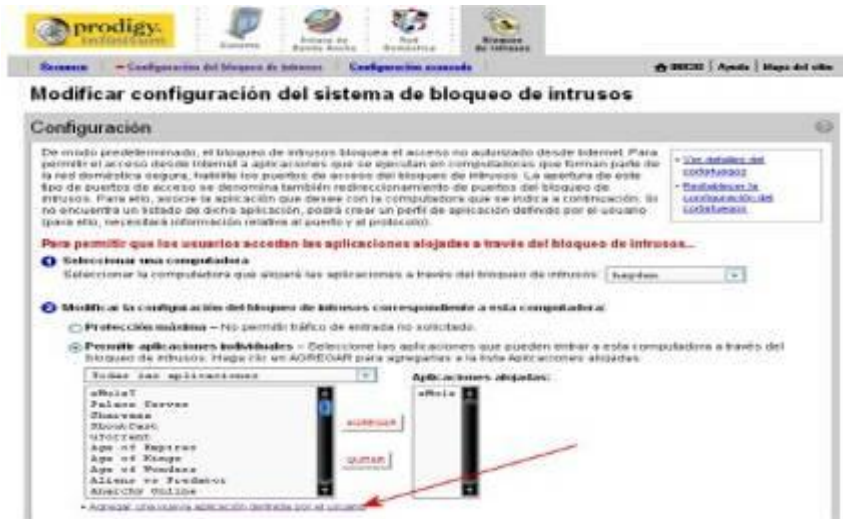 prodigy.
infinitum
Sistema
Enlace de Banda Ancha
Red Doméstica
Bloqueo de intrusos
Resumen
Configuración del bloqueo de intrusos
Configuración avanzada
INICIO | Ayuda | Mapa del sitio
Modificar configuración del sistema de bloqueo de intrusos
Configuración
De modo predeterminado, el bloqueo de intrusos bloquea el acceso no autorizado desde Internet. Para
permitir el acceso desde Internet a aplicaciones que se ejecutan en computadoras que forman parte de
la red doméstica segura, habilite los puertos de acceso del bloqueo de intrusos. La apertura de este
tipo de puertos de acceso se denomina también redireccionamiento de puertos del bloqueo de
intrusos. Para ello, asocie la aplicación que desee con la computadora que se indica a continuación. Si
no encuentra un listado de dicha aplicación, podrá crear un perfil de aplicación definido por el usuario
(para ello, necesitará información relativa al puerto y al protocolo).
Ver detalles del
cortafuegos
Restablecer la
configuración del
cortafuegos
Para permitir que los usuarios accedan las aplicaciones alojadas a través del bloqueo de intrusos...
1 Seleccionar una computadora
Seleccionar la computadora que alojará las aplicaciones a través del bloqueo de intrusos: hayden
2 Modificar la configuración del bloqueo de intrusos correspondiente a esta computadora:
Protección máxima – No permitir tráfico de entrada no solicitado.
Permitir aplicaciones individuales – Seleccione las aplicaciones que pueden entrar a esta computadora a través del
bloqueo de intrusos. Haga clic en AGREGAR para agregarlas a la lista Aplicaciones alojadas.
Todas las aplicaciones
Aplicaciones alojadas:
Palace Server
Shareaza
ShoutCast
uTorrent
Age of Empires
Age of Kings
Age of Wonders
Aliens vs Predator
Anarchy Online
AGREGAR
QUITAR
eMule
Agregar una nueva aplicación definida por el usuario